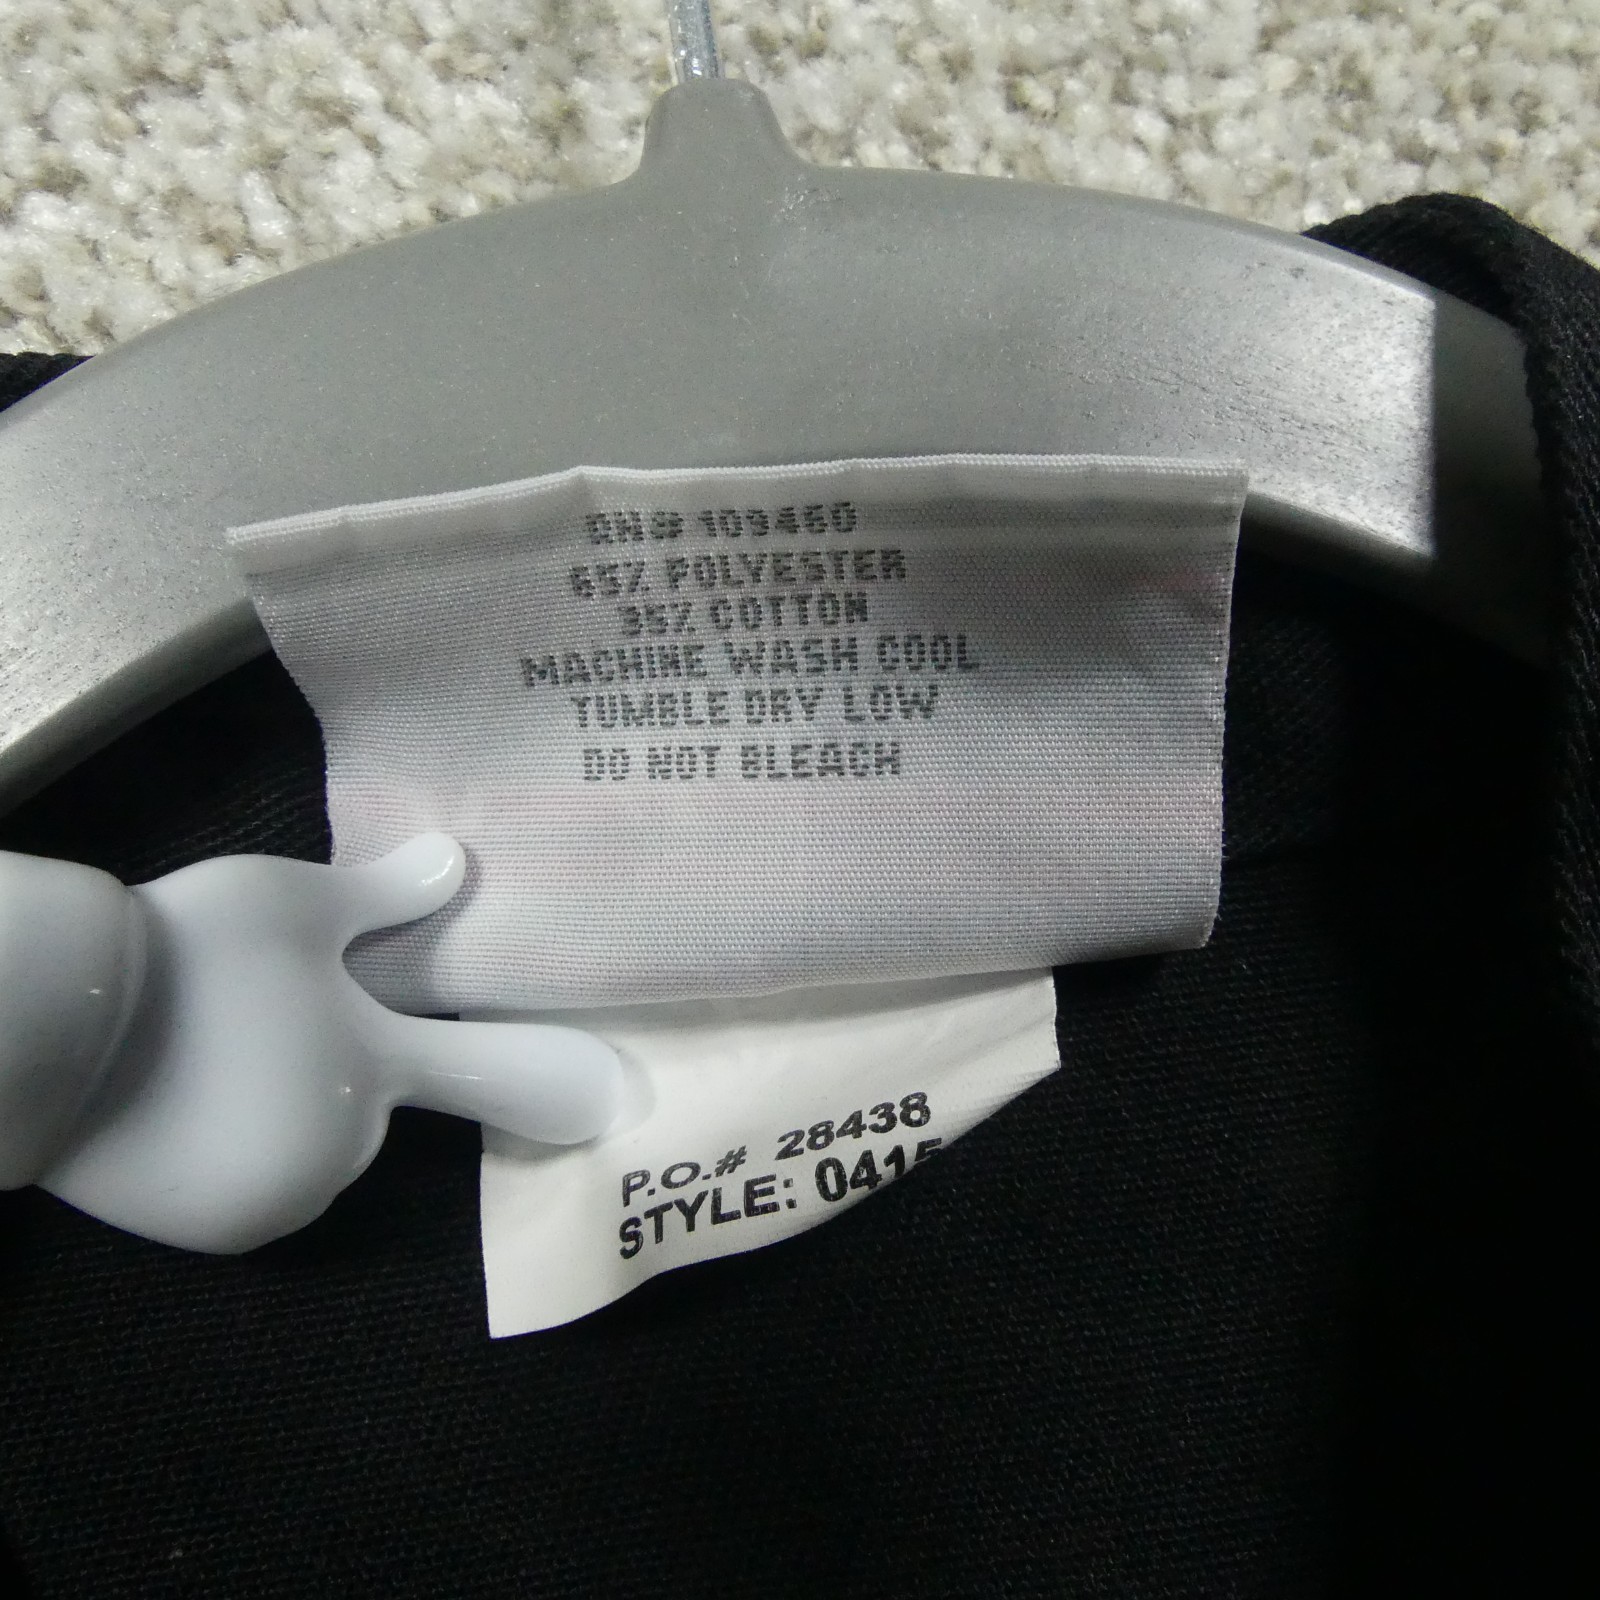 RN# 109460
65% POLYESTER
35% COTTON
MACHINE WASH COOL
TUMBLE DRY LOW
DO NOT BLEACH
P.O.# 28438
STYLE: 0415